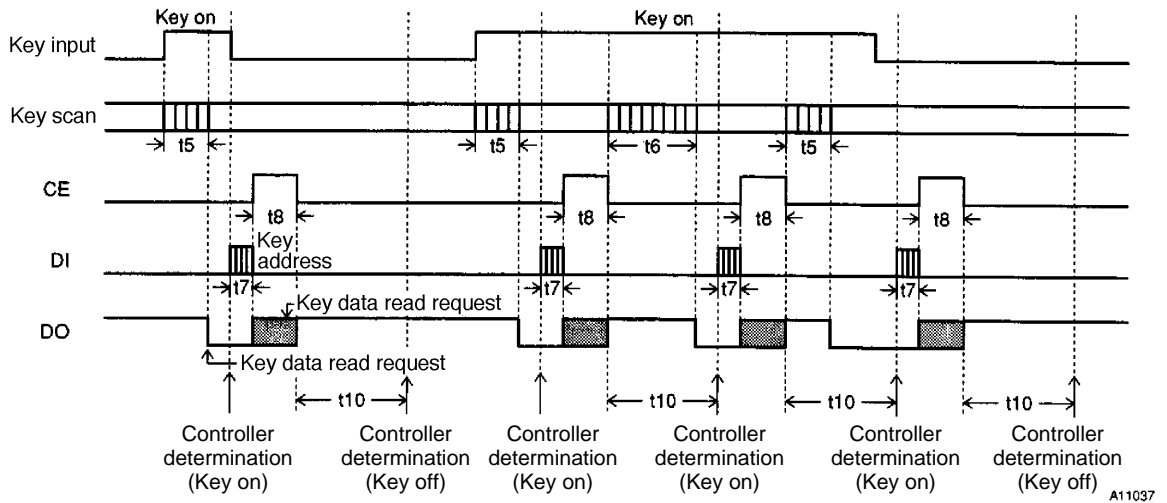 Key on
Key on
Key input
Key scan
t5
t5
t6
t5
CE
t8
t8
t8
t8
DI
Key
address
t7
t7
t7
t7
Key data read request
DO
Key data read request
t10
t10
t10
t10
Controller
determination
(Key on)
Controller
determination
(Key off)
Controller
determination
(Key on)
Controller
determination
(Key on)
Controller
determination
(Key on)
Controller
determination
(Key off)
A11037